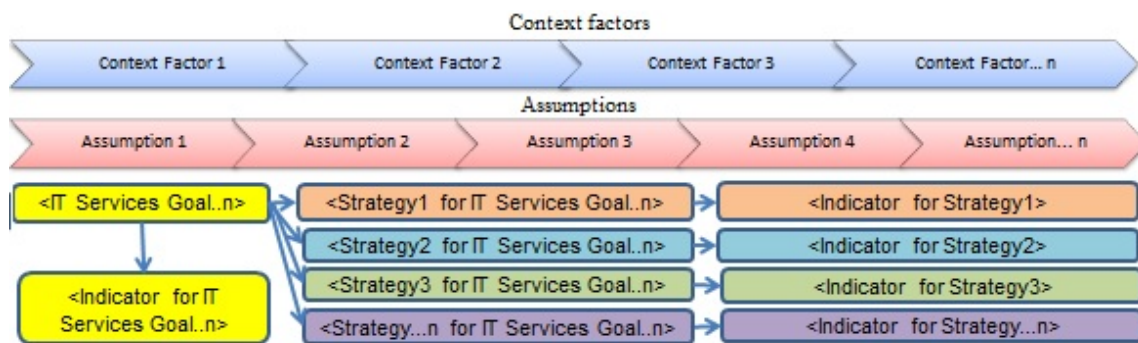 Context factors
Context Factor 1
Context Factor 2
Context Factor 3
Context Factor... n
Assumptions
Assumption 1
Assumption 2
Assumption 3
Assumption 4
Assumption... n
<IT Services Goal..n>
<Strategy1 for IT Services Goal..n>
<Indicator for Strategy1>
<Strategy2 for IT Services Goal..n>
<Indicator for Strategy2>
<Indicator for IT
Services Goal..n>
<Strategy3 for IT Services Goal..n>
<Indicator for Strategy3>
<Strategy...n for IT Services Goal..n>
<Indicator for Strategy...n>